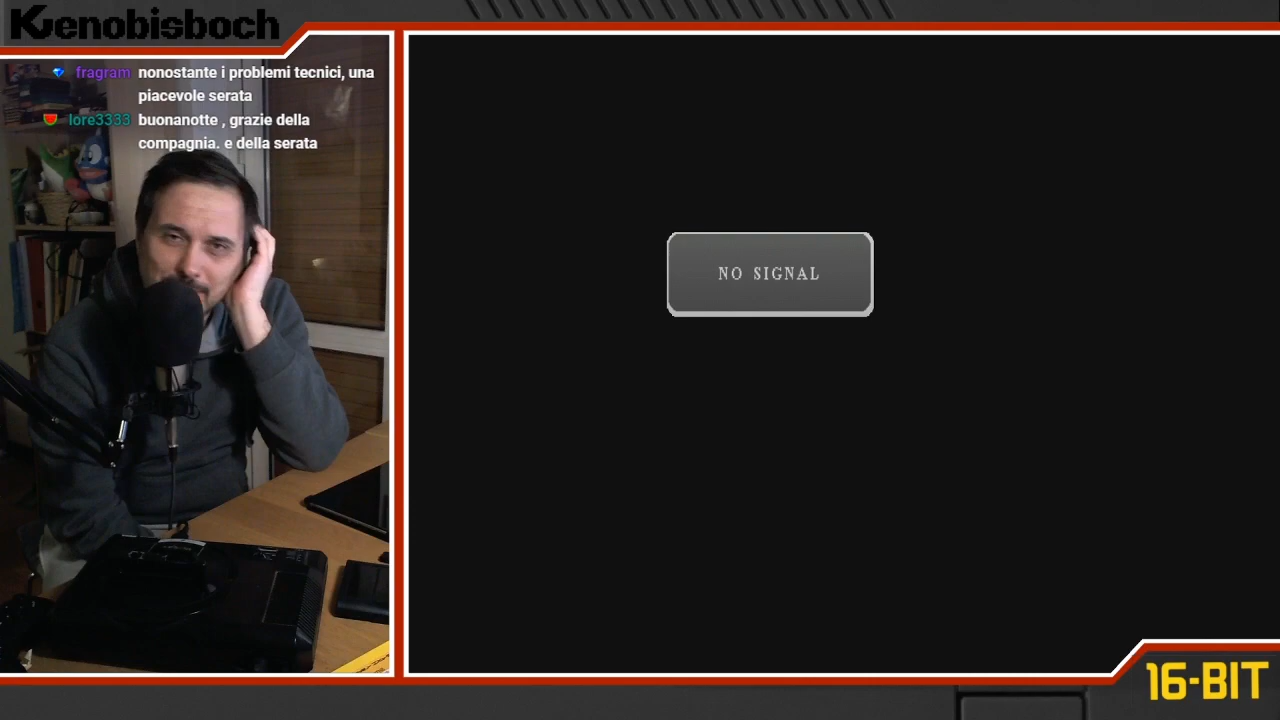 Kenobisboch
fragram nonostante i problemi tecnici, una
piacevole serata
lore3333 buonanotte , grazie della
compagnia. e della serata
NO SIGNAL
16-BIT